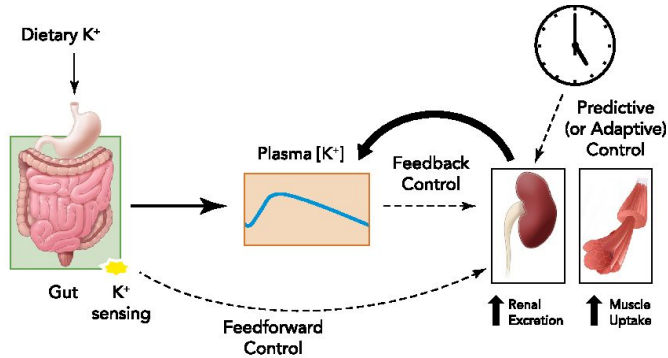 Dietary K⁺
Predictive
(or Adaptive)
Control
Plasma [K⁺]
Feedback
Control
Gut
K⁺
sensing
Feedforward
Control
Renal
Excretion
Muscle
Uptake